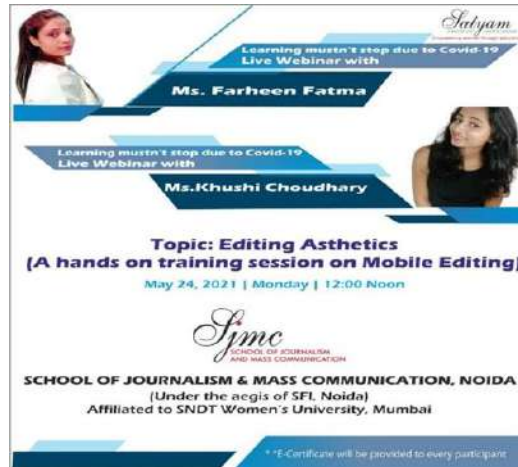 Satyam
Learning mustn't stop due to Covid-19
Live Webinar with
Ms. Farheen Fatma
Learning mustn't stop due to Covid-19
Live Webinar with
Ms.Khushi Choudhary
Topic: Editing Asthetics
(A hands on training session on Mobile Editing)
May 24, 2021 | Monday | 12:00 Noon
Sjmc
SCHOOL OF JOURNALISM
AND MASS COMMUNICATION
SCHOOL OF JOURNALISM & MASS COMMUNICATION, NOIDA
(Under the aegis of SFI, Noida)
Affiliated to SNDT Women's University, Mumbai
* *E-Certificate will be provided to every participant